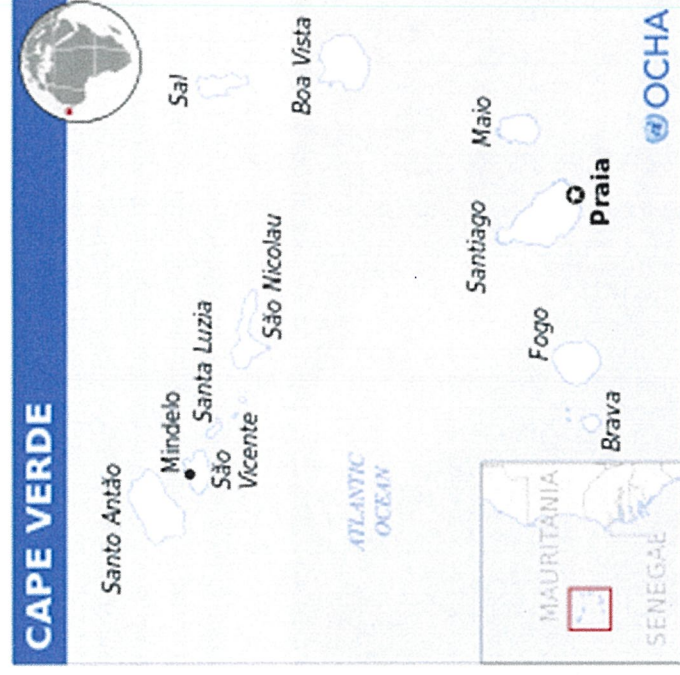 CAPE VERDE
Santo Antão
Mindelo
Santa Luzia
São
Vicente
São Nicolau
Sal
Boa Vista
ATLANTIC
OCEAN
Santiago
Maio
Fogo
Praia
Brava
MAURITANIA
SENEGAL
OCHA